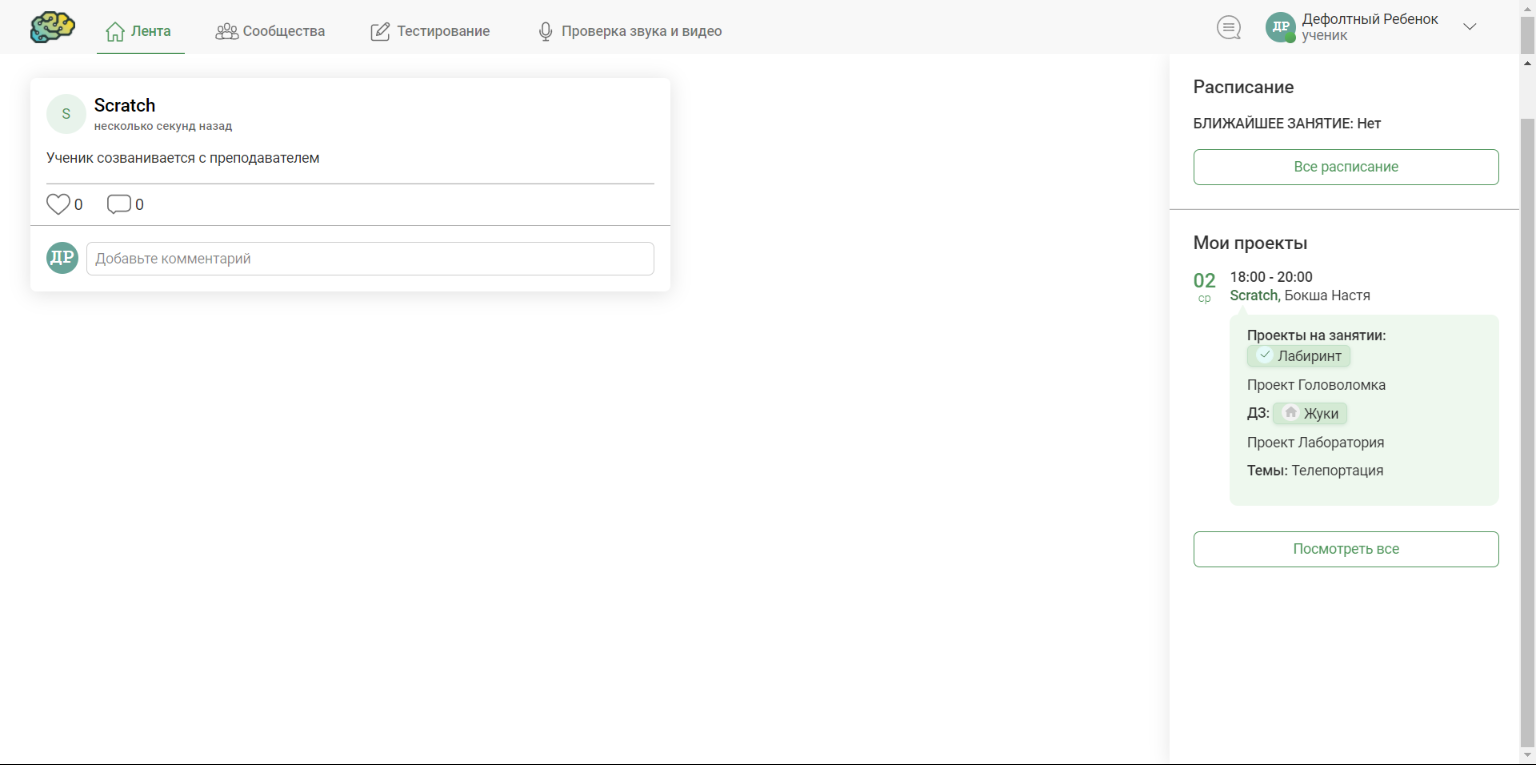 Лента
Сообщества
Тестирование
Проверка звука и видео
ДР
Дефолтный Ребенок
ученик
S
Scratch
несколько секунд назад
Ученик созванивается с преподавателем
0
0
ДР
Добавьте комментарий
Расписание
БЛИЖАЙШЕЕ ЗАНЯТИЕ: Нет
Все расписание
Мои проекты
02
ср
18:00 - 20:00
Scratch, Бокша Настя
Проекты на занятии:
Лабиринт
Проект Головоломка
ДЗ: Жуки
Проект Лаборатория
Темы: Телепортация
Посмотреть все